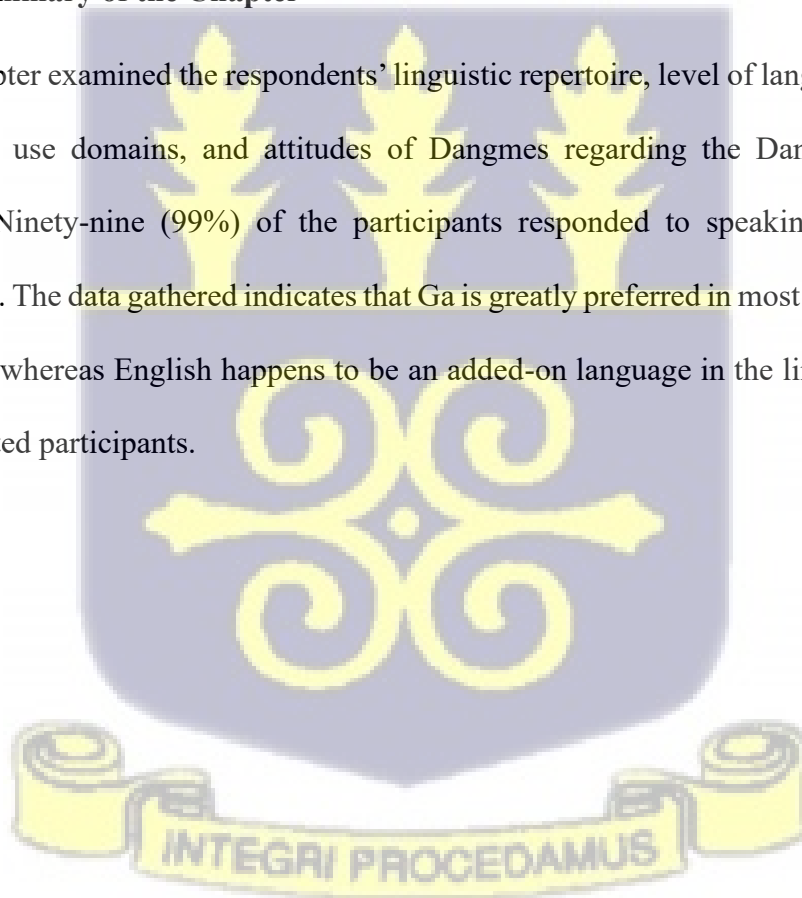 mmary of the Chapter
pter examined the respondents’ linguistic repertoire, level of lang
use domains, and attitudes of Dangmes regarding the Dan
Ninety-nine (99%) of the participants responded to speakin
. The data gathered indicates that Ga is greatly preferred in most
whereas English happens to be an added-on language in the li
ed participants.
INTEGRI PROCEDAMUS